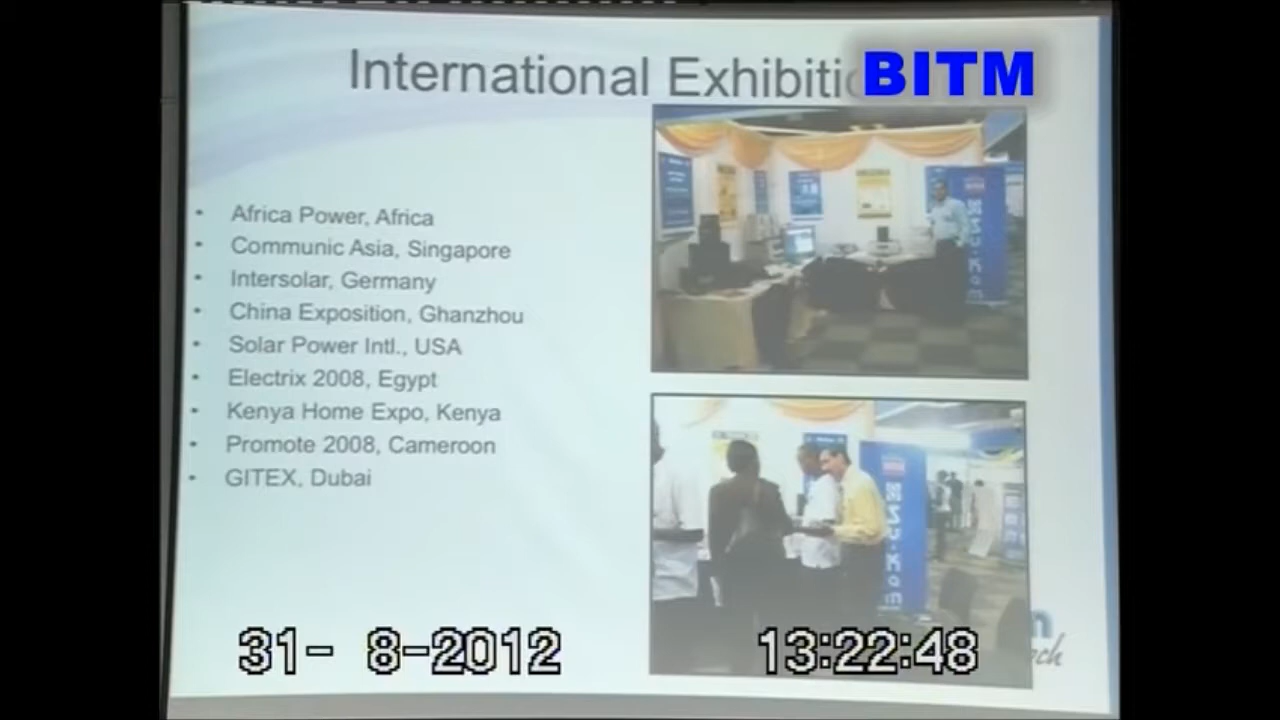 International Exhibitio
BITM
• Africa Power, Africa
• Communic Asia, Singapore
• Intersolar, Germany
• China Exposition, Ghanzhou
• Solar Power Intl., USA
• Electrix 2008, Egypt
• Kenya Home Expo, Kenya
• Promote 2008, Cameroon
• GITEX, Dubai
31- 8-2012
13:22:48